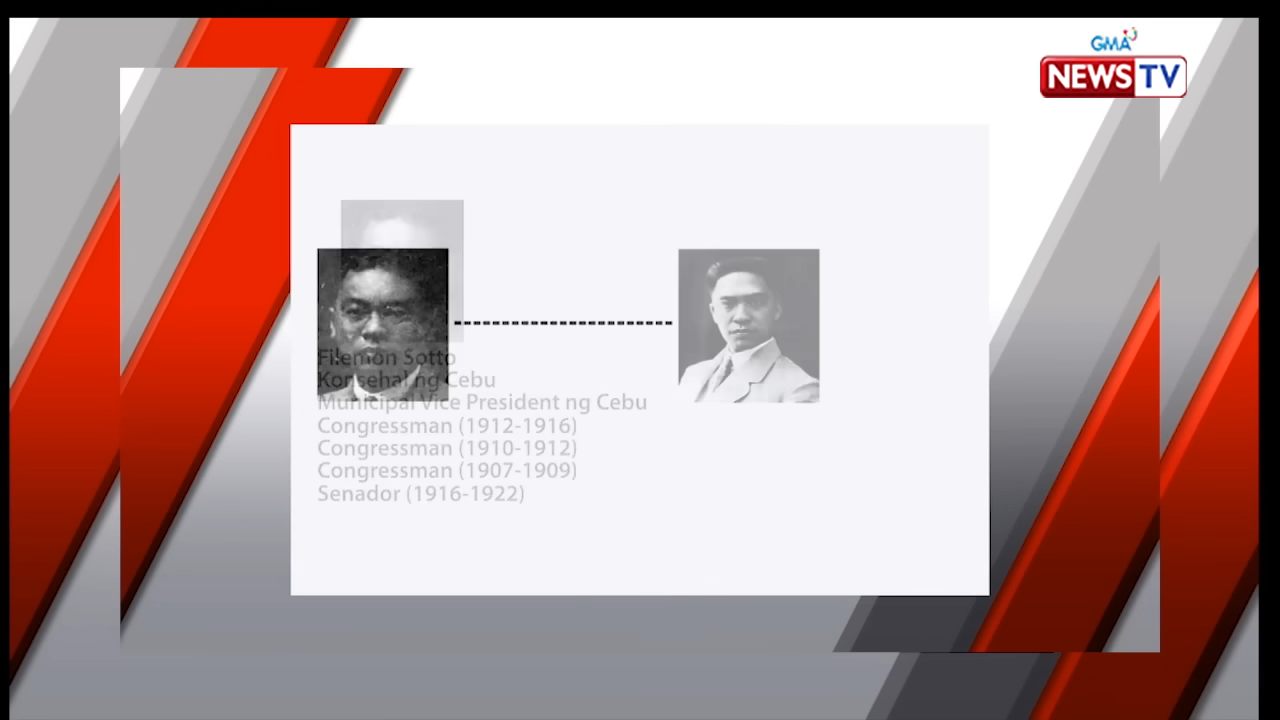 GMA
NEWS TV
Filemon Sotto
Konsehal ng Cebu
Municipal Vice President ng Cebu
Congressman (1912-1916)
Congressman (1910-1912)
Congressman (1907-1909)
Senador (1916-1922)